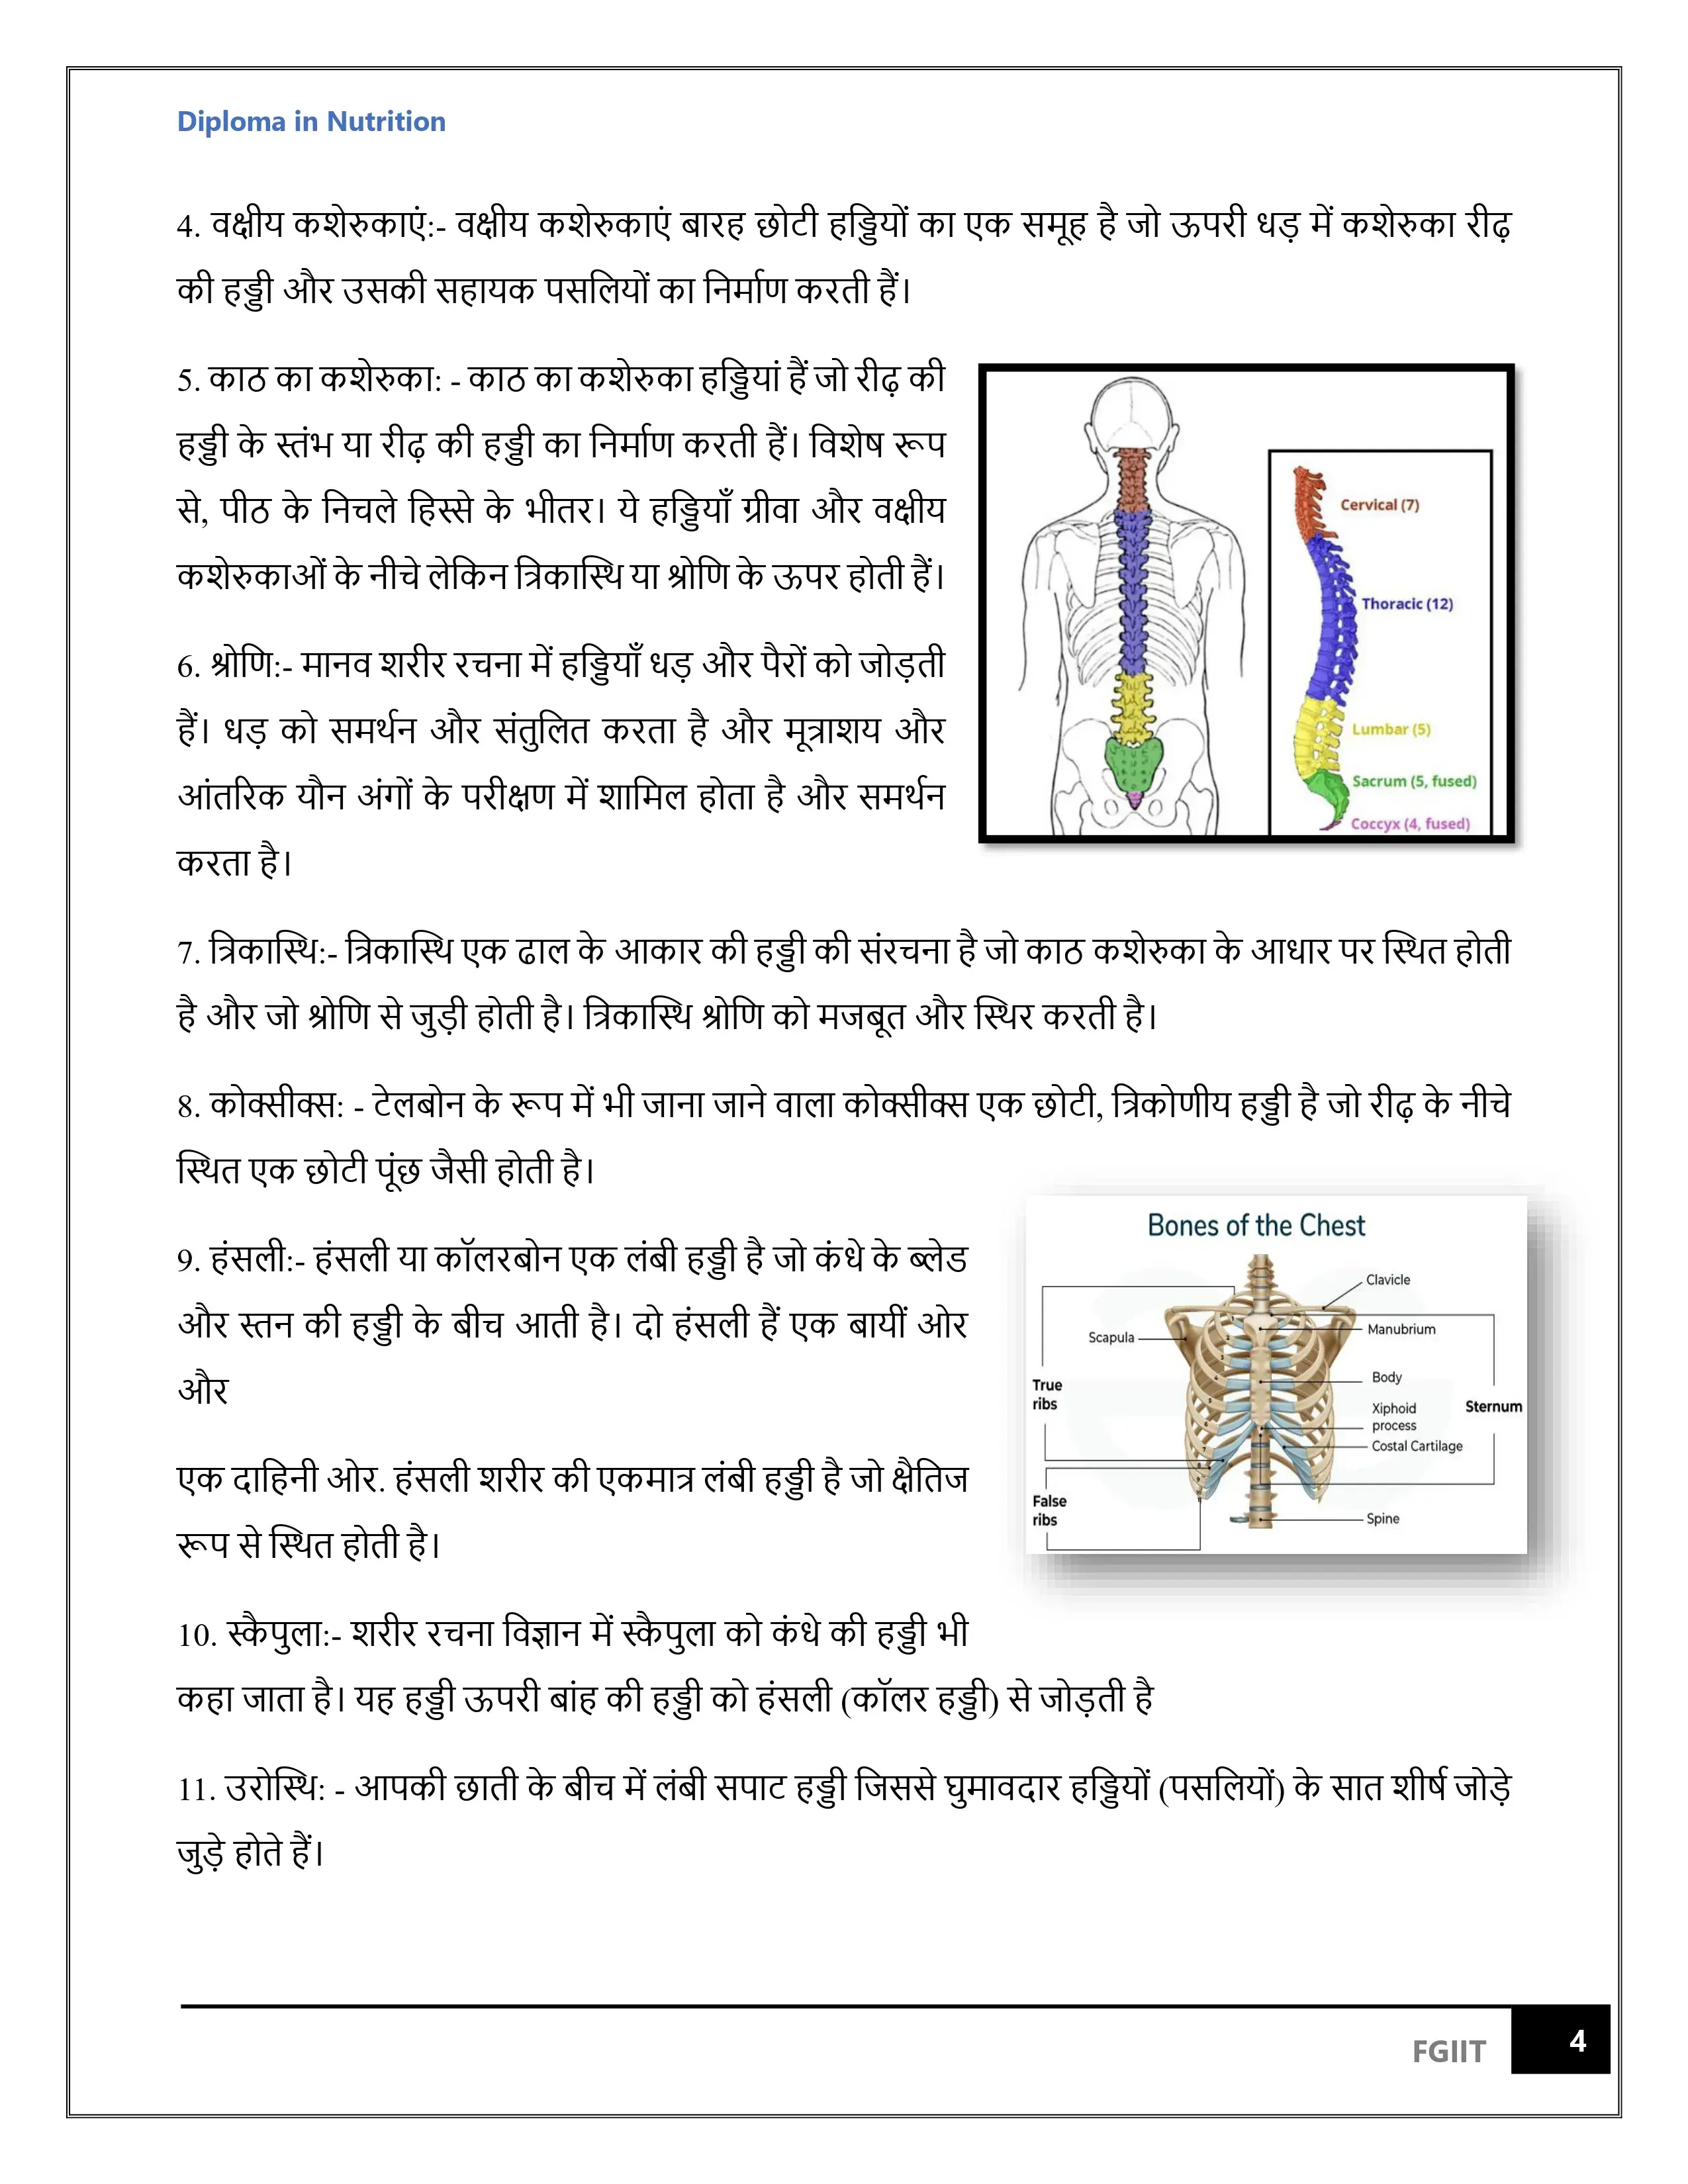 Diploma in Nutrition
4. वक्षीय कशेरुकाएं:- वक्षीय कशेरुकाएं बारह छोटी हड्डियों का एक समूह है जो ऊपरी धड़ में कशेरुका रीढ़
की हड्डी और उसकी सहायक पसलियों का निर्माण करती हैं।
5. काठ का कशेरुका: - काठ का कशेरुका हड्डियां हैं जो रीढ़ की
हड्डी के स्तंभ या रीढ़ की हड्डी का निर्माण करती हैं। विशेष रूप
से, पीठ के निचले हिस्से के भीतर। ये हड्डियाँ ग्रीवा और वक्षीय
कशेरुकाओं के नीचे लेकिन त्रिकास्थि या श्रोणि के ऊपर होती हैं।
Cervical (7)
Thoracic (12)
Lumbar (5)
Sacrum (5, fused)
Coccyx (4, fused)
6. श्रोणि:- मानव शरीर रचना में हड्डियाँ धड़ और पैरों को जोड़ती
हैं। धड़ को समर्थन और संतुलित करता है और मूत्राशय और
आंतरिक यौन अंगों के परीक्षण में शामिल होता है और समर्थन
करता है।
7. त्रिकास्थि:- त्रिकास्थि एक ढाल के आकार की हड्डी की संरचना है जो काठ कशेरुका के आधार पर स्थित होती
है और जो श्रोणि से जुड़ी होती है। त्रिकास्थि श्रोणि को मजबूत और स्थिर करती है।
8. कोक्सीक्स: - टेलबोन के रूप में भी जाना जाने वाला कोक्सीक्स एक छोटी, त्रिकोणीय हड्डी है जो रीढ़ के नीचे
स्थित एक छोटी पूंछ जैसी होती है।
9. हंसली:- हंसली या कॉलरबोन एक लंबी हड्डी है जो कंधे के ब्लेड
और स्तन की हड्डी के बीच आती है। दो हंसली हैं एक बायीं ओर
और
एक दाहिनी ओर. हंसली शरीर की एकमात्र लंबी हड्डी है जो क्षैतिज
रूप से स्थित होती है।
Bones of the Chest
Clavicle
Manubrium
Scapula
Body
True
ribs
Xiphoid
process
Sternum
Costal Cartilage
False
ribs
Spine
10. स्कैपुला:- शरीर रचना विज्ञान में स्कैपुला को कंधे की हड्डी भी
कहा जाता है। यह हड्डी ऊपरी बांह की हड्डी को हंसली (कॉलर हड्डी) से जोड़ती है
11. उरोस्थि: - आपकी छाती के बीच में लंबी सपाट हड्डी जिससे घुमावदार हड्डियों (पसलियों) के सात शीर्ष जोड़े
जुड़े होते हैं।
FGIIT
4